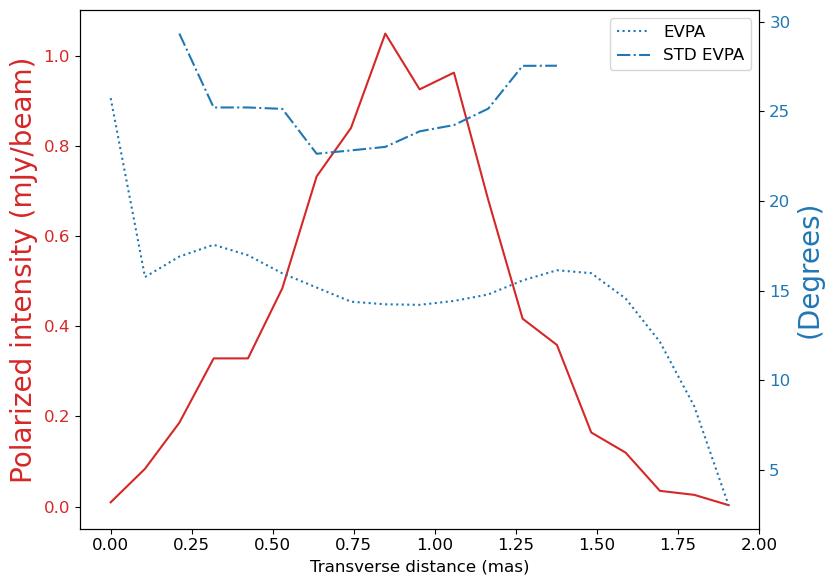 Polarized intensity (mJy/beam)
1.0
0.8
0.6
0.4
0.2
0.0
EVPA
STD EVPA
30
25
20
15
10
5
(Degrees)
0.00 0.25 0.50 0.75 1.00 1.25 1.50 1.75 2.00
Transverse distance (mas)